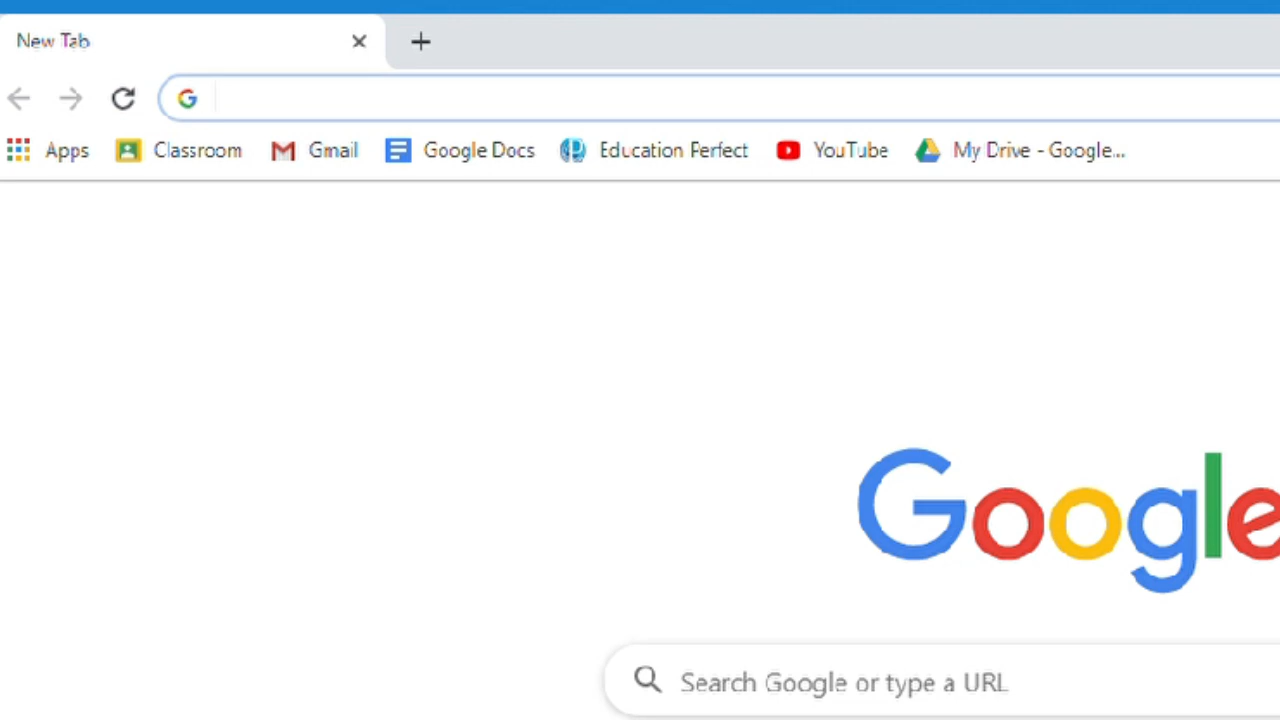 New Tab
Apps Classroom Gmail Google Docs Education Perfect YouTube My Drive - Google...
Google
Search Google or type a URL